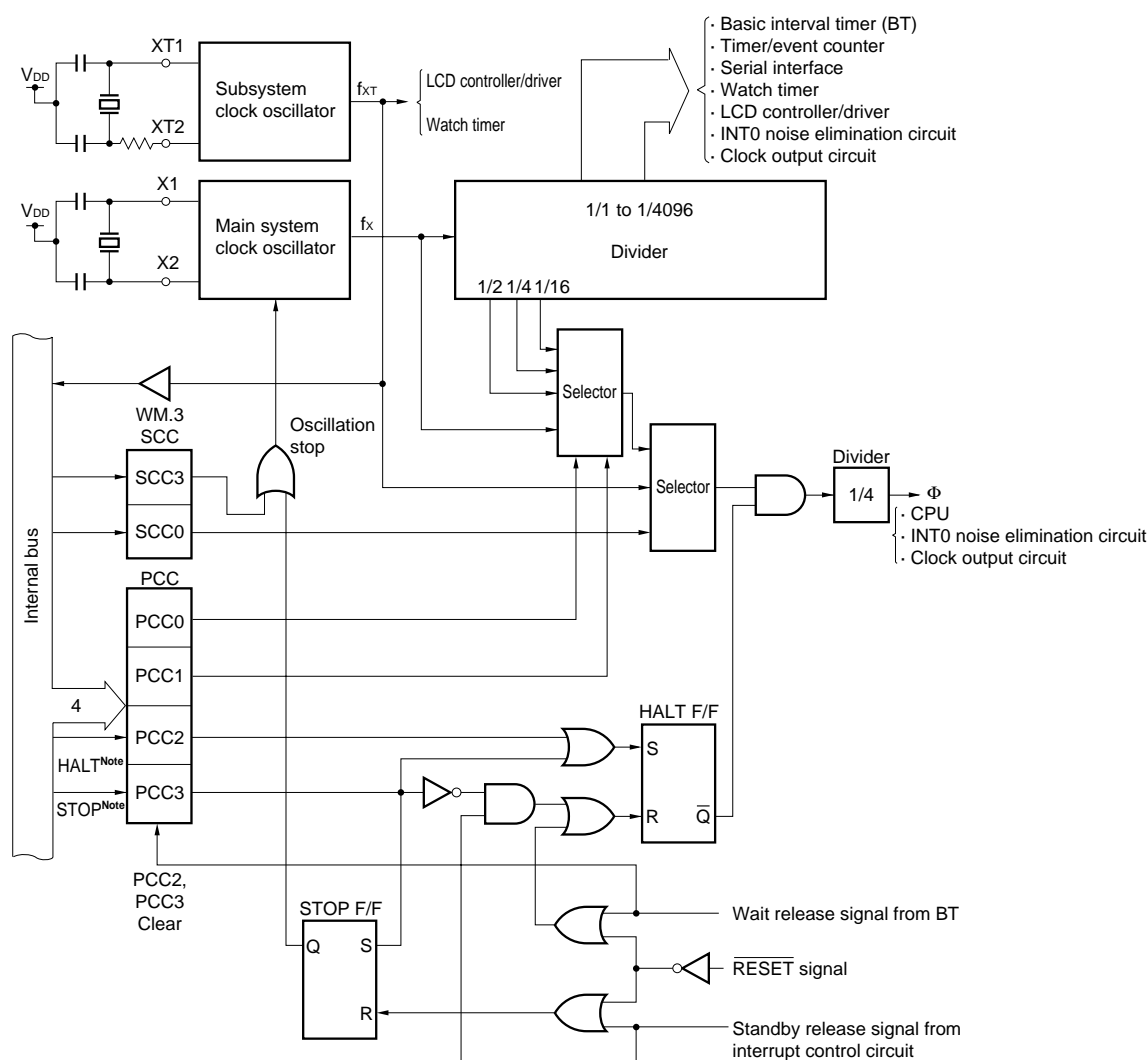 · Basic interval timer (BT)
· Timer/event counter
· Serial interface
· Watch timer
· LCD controller/driver
· INT0 noise elimination circuit
· Clock output circuit
XT1
VDD
XT2
Subsystem
clock oscillator
fXT
LCD controller/driver
Watch timer
X1
VDD
X2
Main system
clock oscillator
fX
1/1 to 1/4096
Divider
1/2 1/4 1/16
Selector
WM.3
SCC
SCC3
SCC0
Oscillation
stop
Selector
Divider
1/4
Φ
· CPU
· INT0 noise elimination circuit
· Clock output circuit
Internal bus
PCC
PCC0
PCC1
PCC2
PCC3
4
HALTNote
STOPNote
HALT F/F
S
R
Q̅
PCC2,
PCC3
Clear
STOP F/F
Q
S
R
Wait release signal from BT
R̅E̅S̅E̅T̅ signal
Standby release signal from
interrupt control circuit